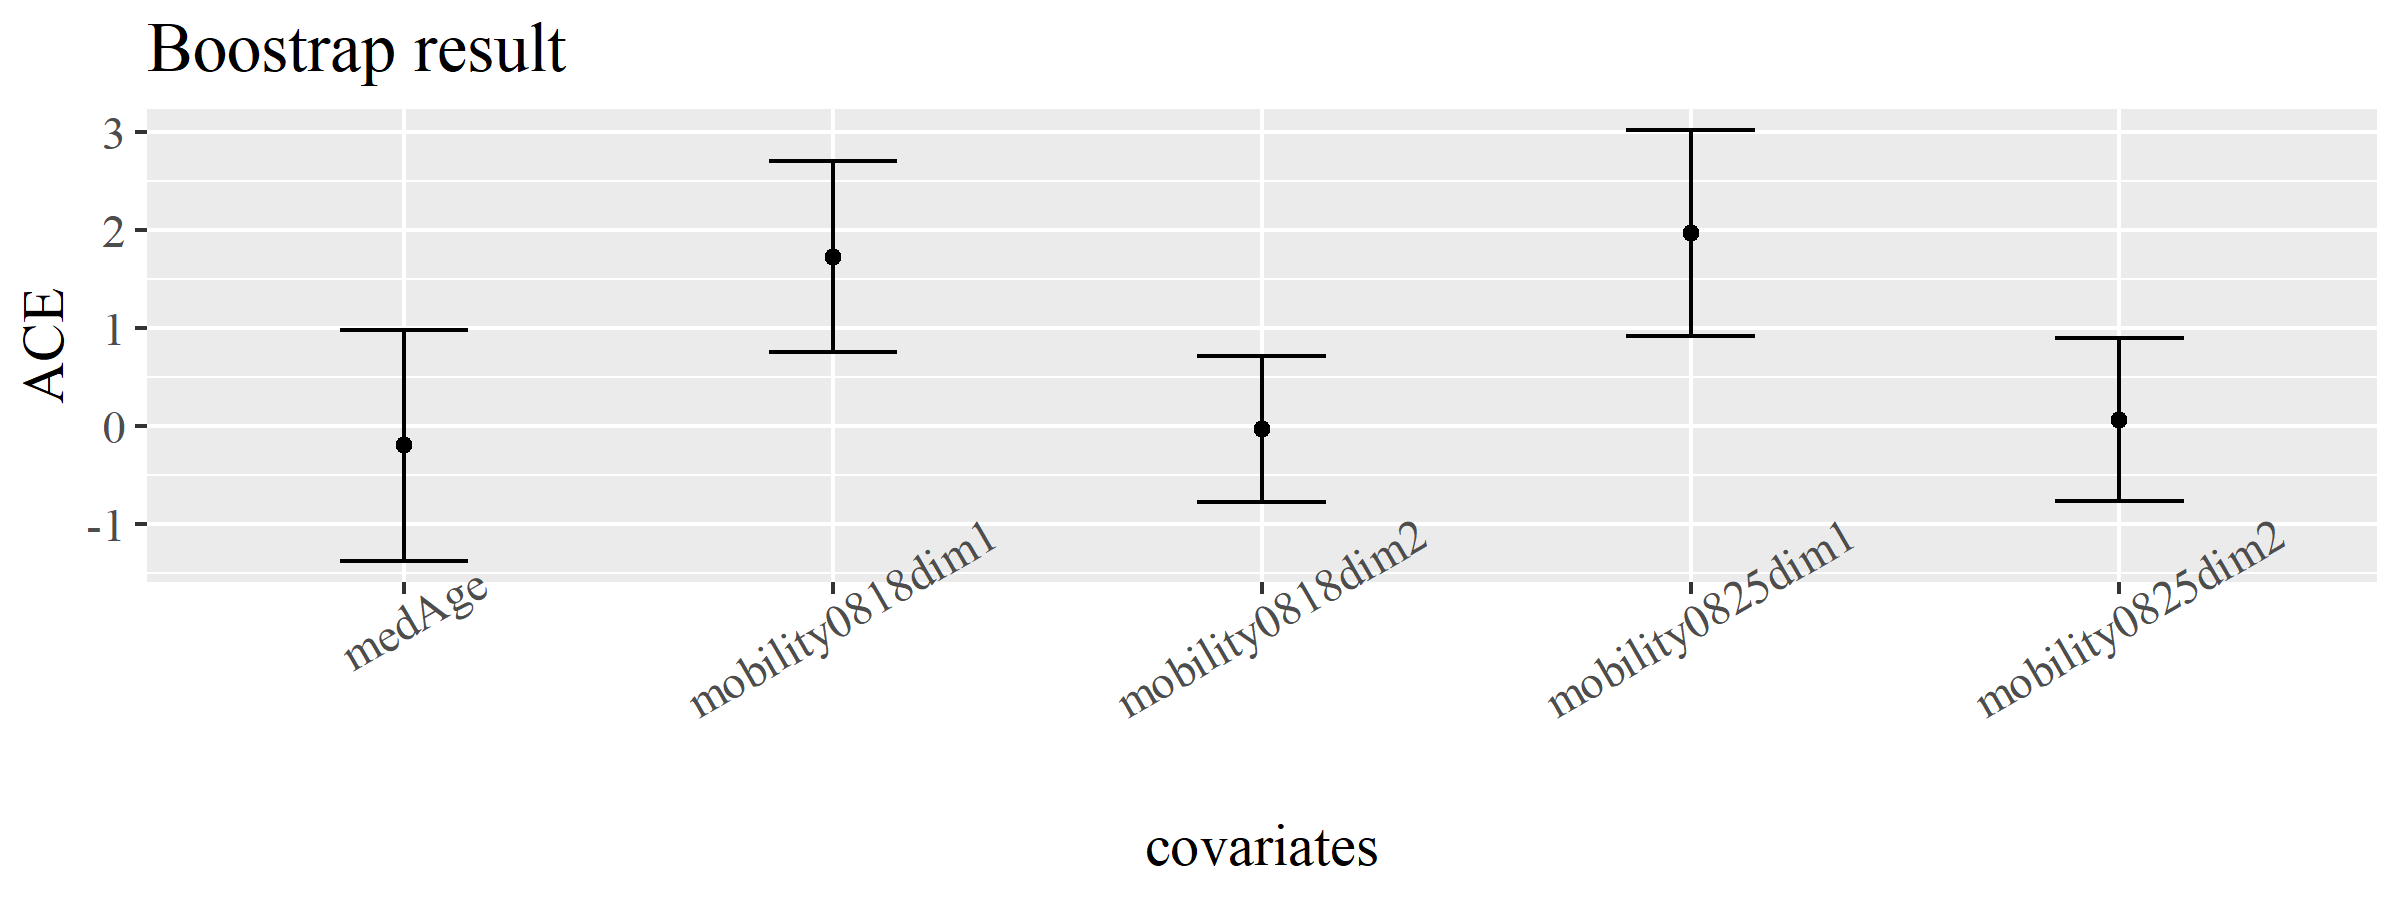 Boostrap result
ACE
3
2
1
0
-1
medAge
mobility0818dim1
mobility0818dim2
mobility0825dim1
mobility0825dim2
covariates